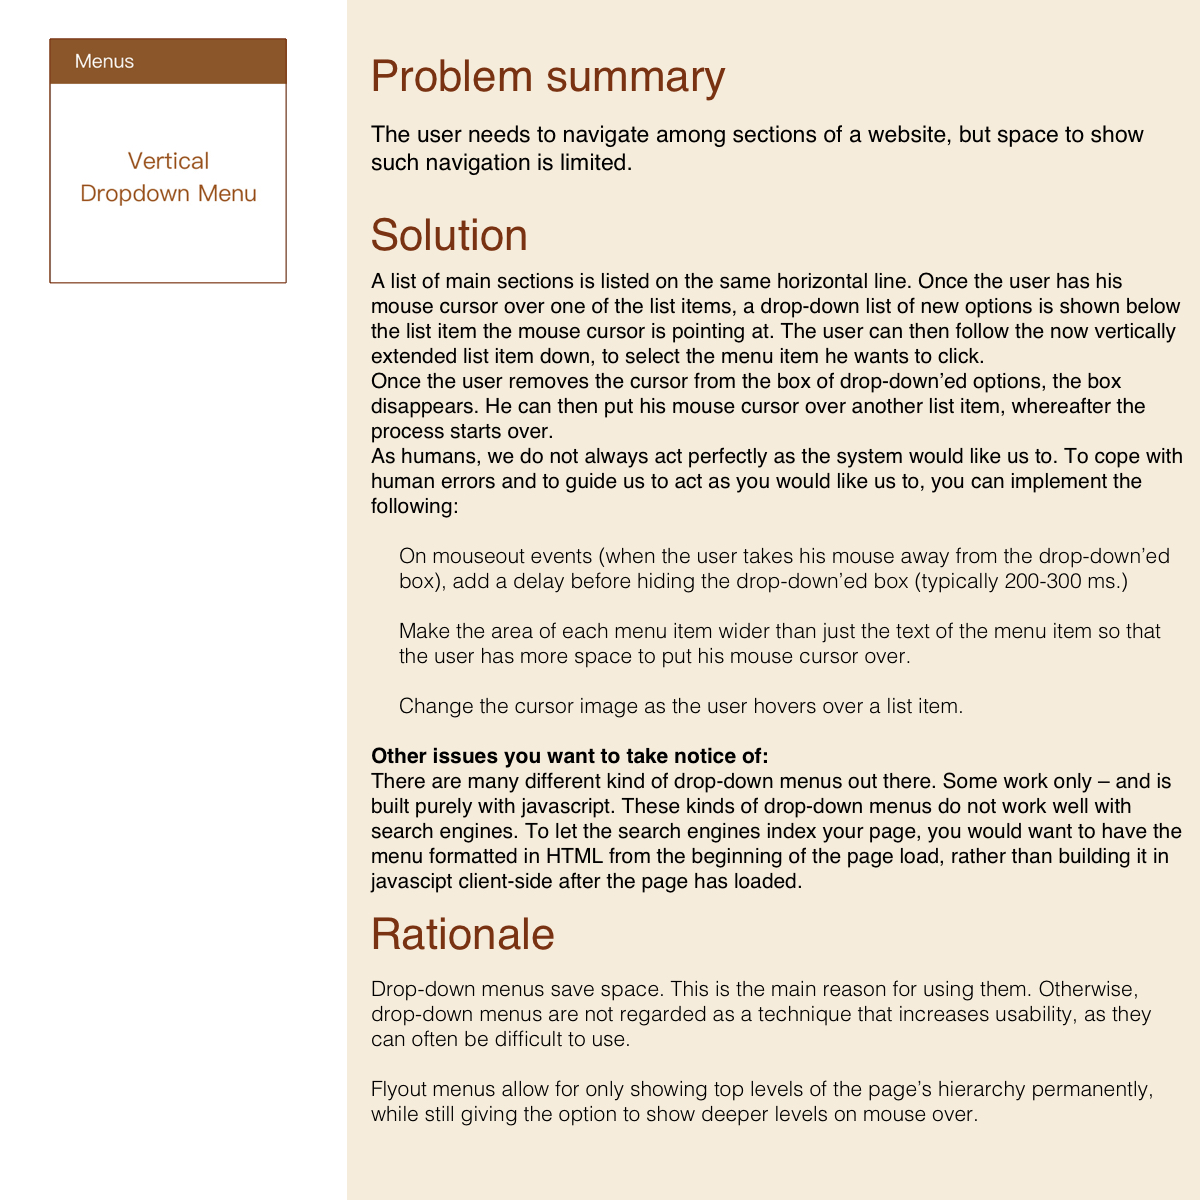 Menus
Vertical
Dropdown Menu
Problem summary
The user needs to navigate among sections of a website, but space to show
such navigation is limited.
Solution
A list of main sections is listed on the same horizontal line. Once the user has his
mouse cursor over one of the list items, a drop-down list of new options is shown below
the list item the mouse cursor is pointing at. The user can then follow the now vertically
extended list item down, to select the menu item he wants to click.
Once the user removes the cursor from the box of drop-down’ed options, the box
disappears. He can then put his mouse cursor over another list item, whereafter the
process starts over.
As humans, we do not always act perfectly as the system would like us to. To cope with
human errors and to guide us to act as you would like us to, you can implement the
following:
On mouseout events (when the user takes his mouse away from the drop-down’ed
box), add a delay before hiding the drop-down’ed box (typically 200-300 ms.)
Make the area of each menu item wider than just the text of the menu item so that
the user has more space to put his mouse cursor over.
Change the cursor image as the user hovers over a list item.
Other issues you want to take notice of:
There are many different kind of drop-down menus out there. Some work only – and is
built purely with javascript. These kinds of drop-down menus do not work well with
search engines. To let the search engines index your page, you would want to have the
menu formatted in HTML from the beginning of the page load, rather than building it in
javascipt client-side after the page has loaded.
Rationale
Drop-down menus save space. This is the main reason for using them. Otherwise,
drop-down menus are not regarded as a technique that increases usability, as they
can often be difficult to use.
Flyout menus allow for only showing top levels of the page’s hierarchy permanently,
while still giving the option to show deeper levels on mouse over.